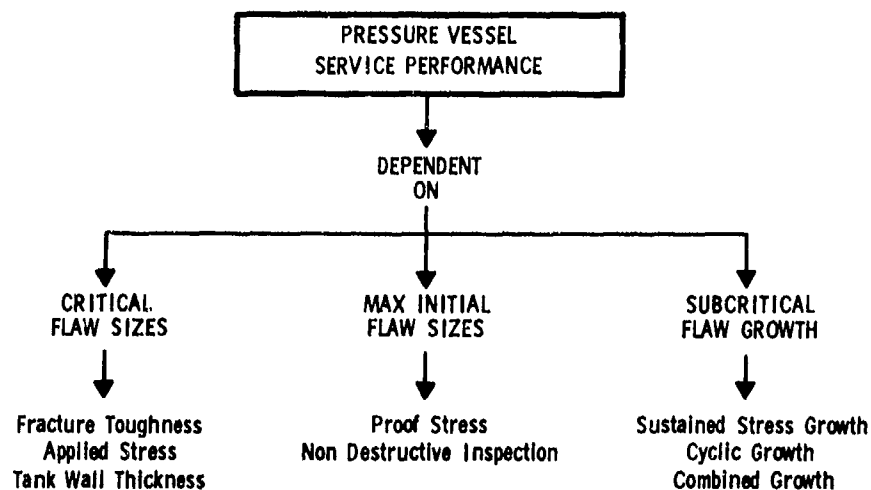 PRESSURE VESSEL
SERVICE PERFORMANCE
DEPENDENT
ON
CRITICAL.
FLAW SIZES
MAX INITIAL
FLAW SIZES
SUBCRITICAL
FLAW GROWTH
Fracture Toughness
Applied Stress
Tank Wall Thickness
Proof Stress
Non Destructive Inspection
Sustained Stress Growth
Cyclic Growth
Combined Growth